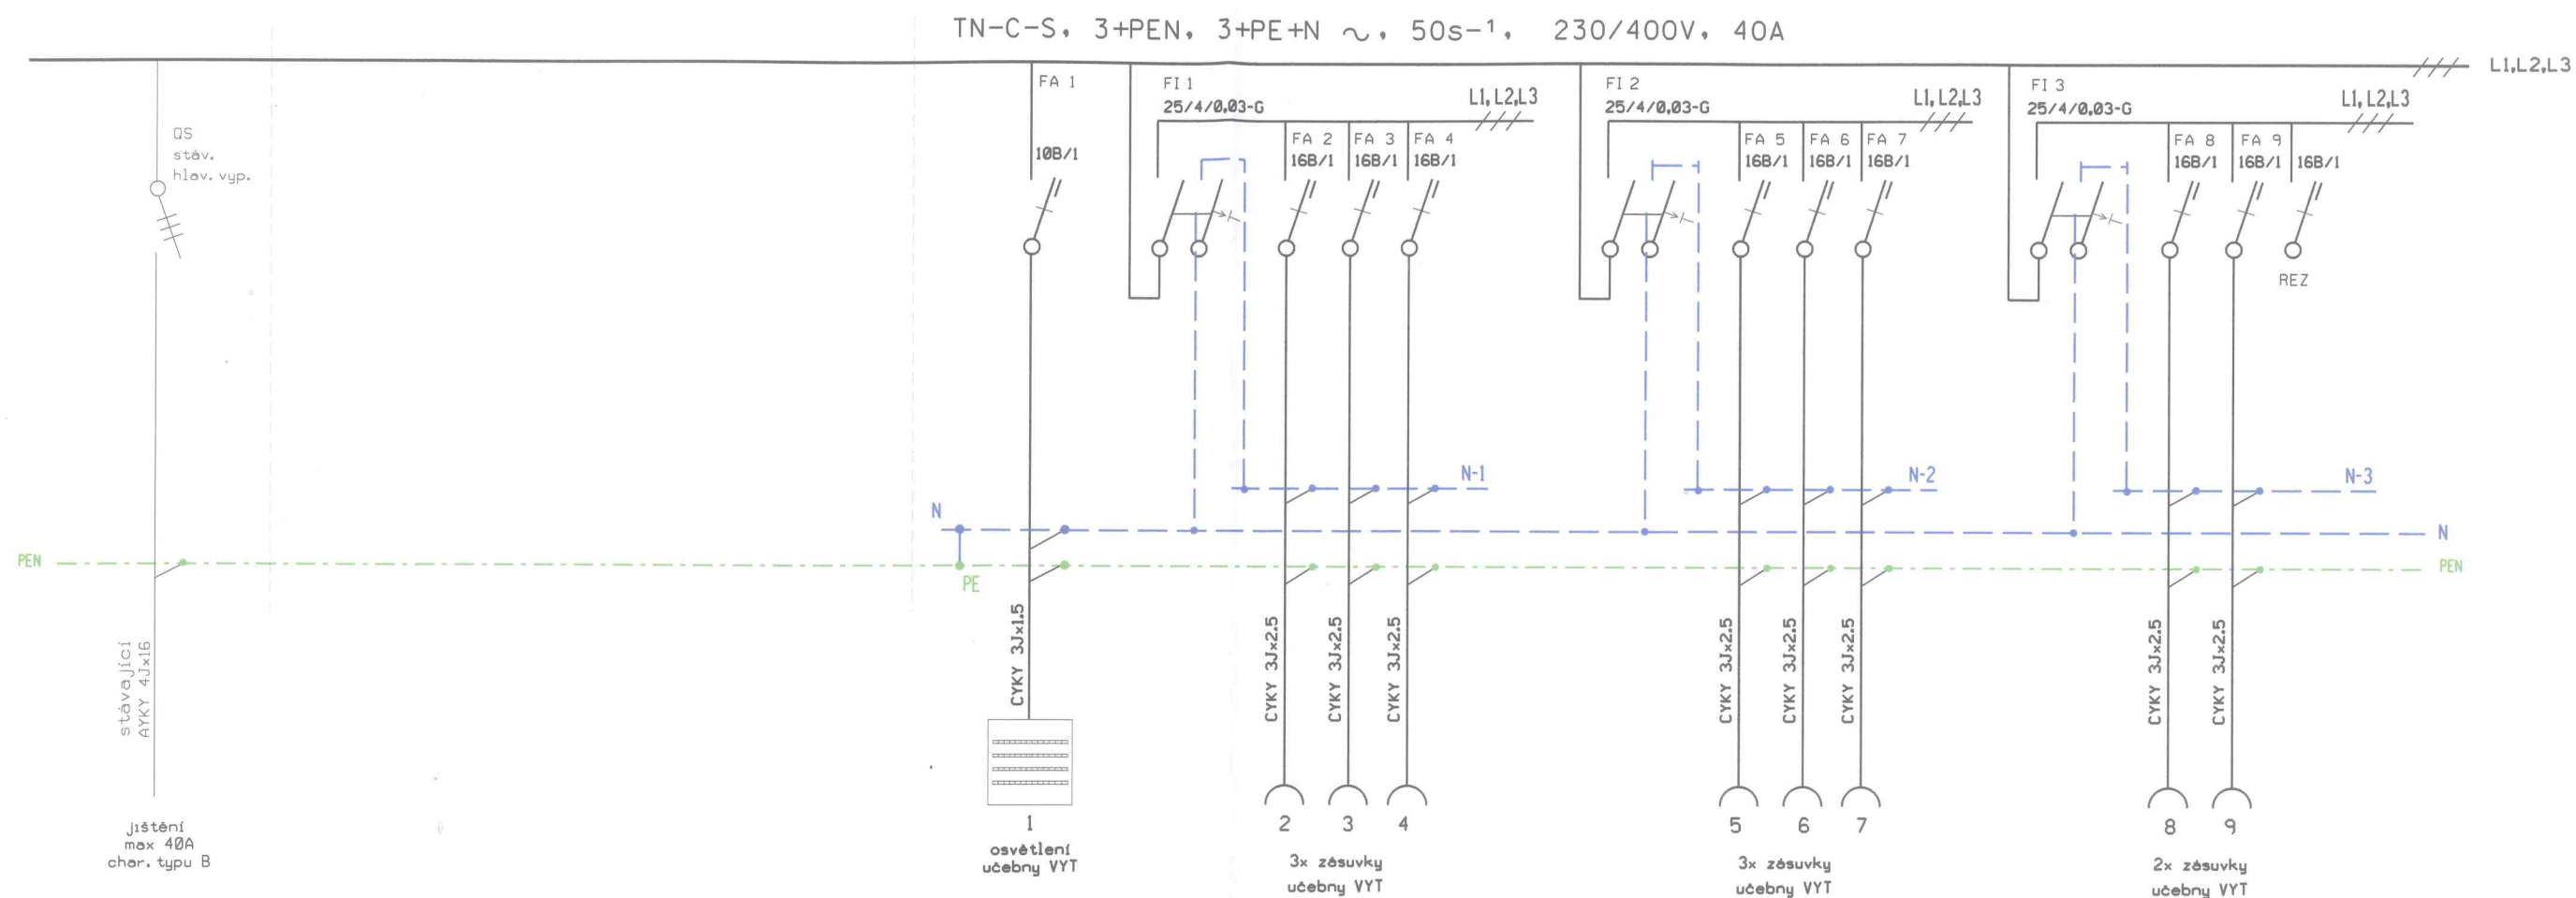 TN-C-S, 3+PEN, 3+PE+N ~, 50s-¹, 230/400V, 40A
L1,L2,L3
QS
stáv.
hlav. vyp.
FA 1
10B/1
FI 1
25/4/0,03-G
L1, L2,L3
FA 2
16B/1
FA 3
16B/1
FA 4
16B/1
FI 2
25/4/0,03-G
L1, L2,L3
FA 5
16B/1
FA 6
16B/1
FA 7
16B/1
FI 3
25/4/0,03-G
L1, L2,L3
FA 8
16B/1
FA 9
16B/1
16B/1
REZ
N-1
N-2
N-3
N
N
PEN
PE
PEN
stávající
AYKY 4Jx16
CYKY 3Jx1.5
CYKY 3Jx2.5
CYKY 3Jx2.5
CYKY 3Jx2.5
CYKY 3Jx2.5
CYKY 3Jx2.5
CYKY 3Jx2.5
CYKY 3Jx2.5
CYKY 3Jx2.5
jištění
max 40A
char. typu B
1
osvětlení
učebny VYT
2 3 4
3x zásuvky
učebny VYT
5 6 7
3x zásuvky
učebny VYT
8 9
2x zásuvky
učebny VYT